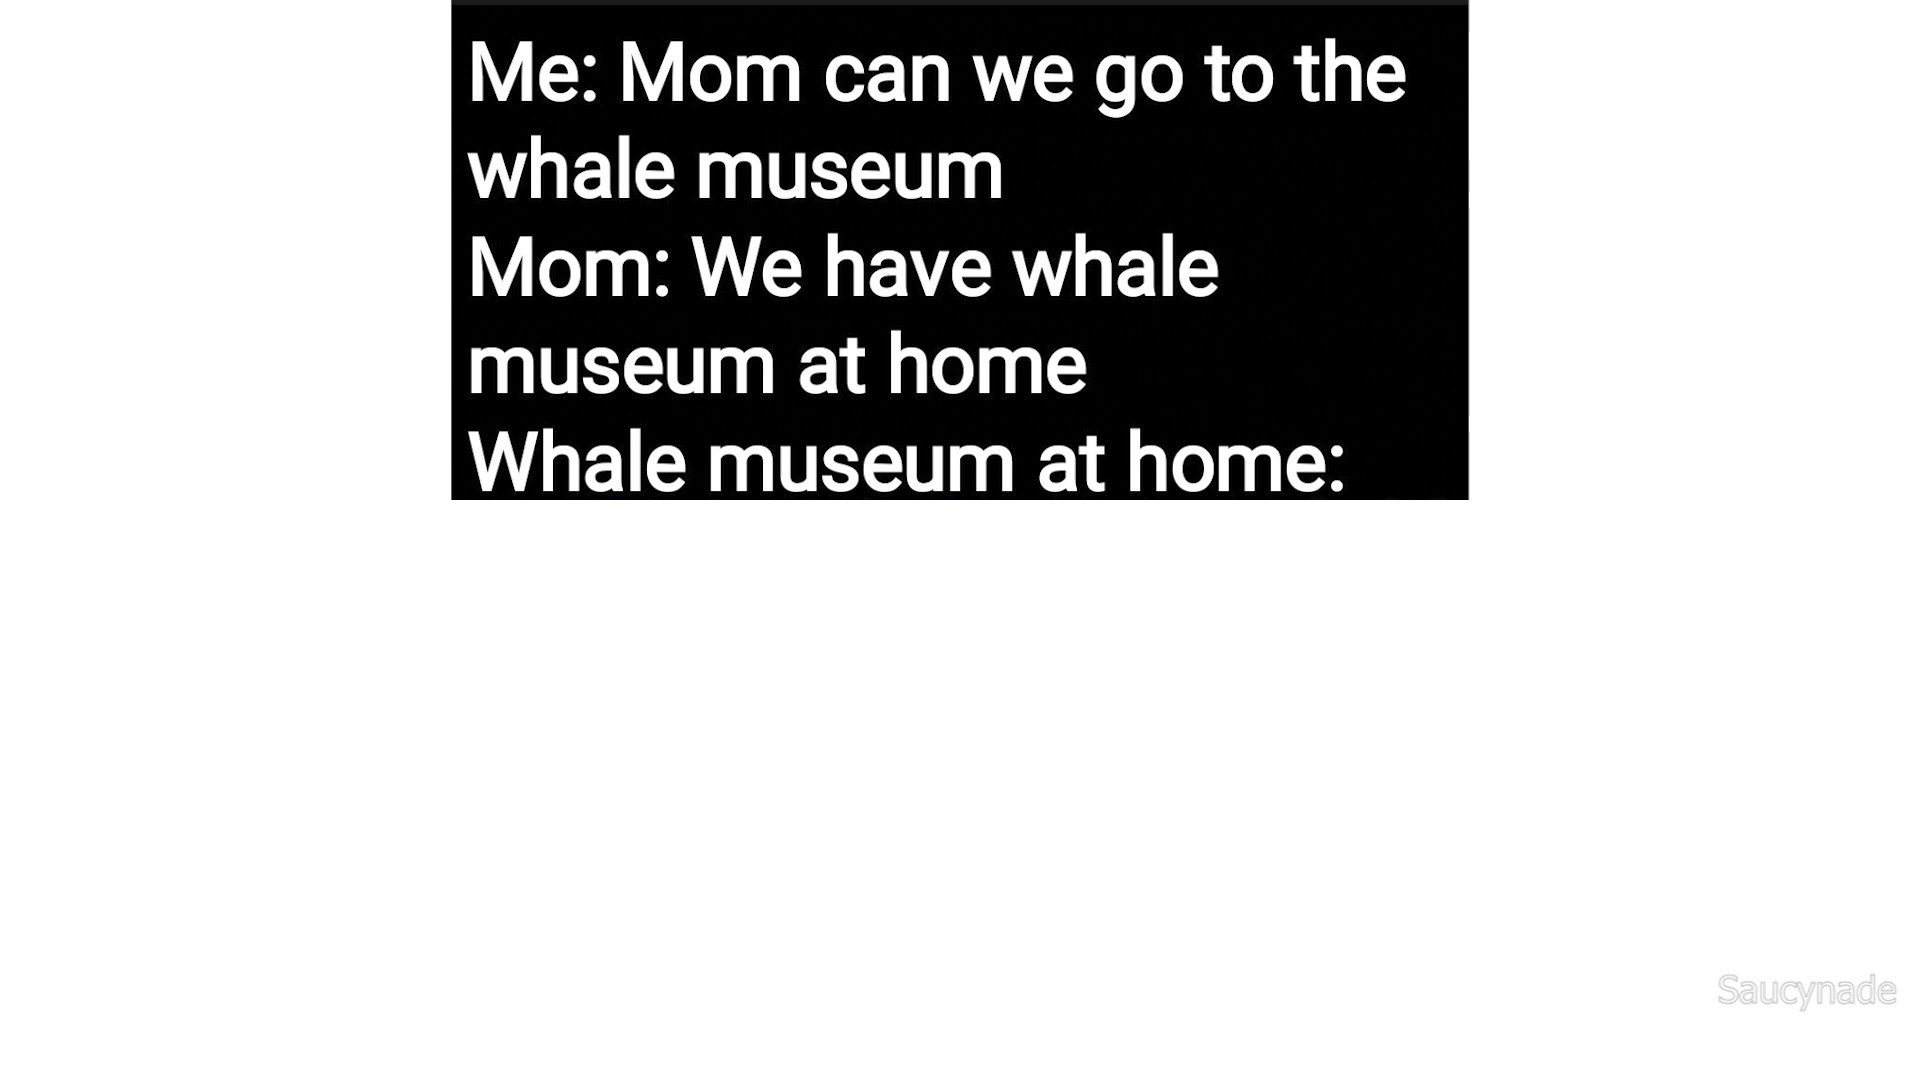 Me: Mom can we go to the
whale museum
Mom: We have whale
museum at home
Whale museum at home:
Saucynade